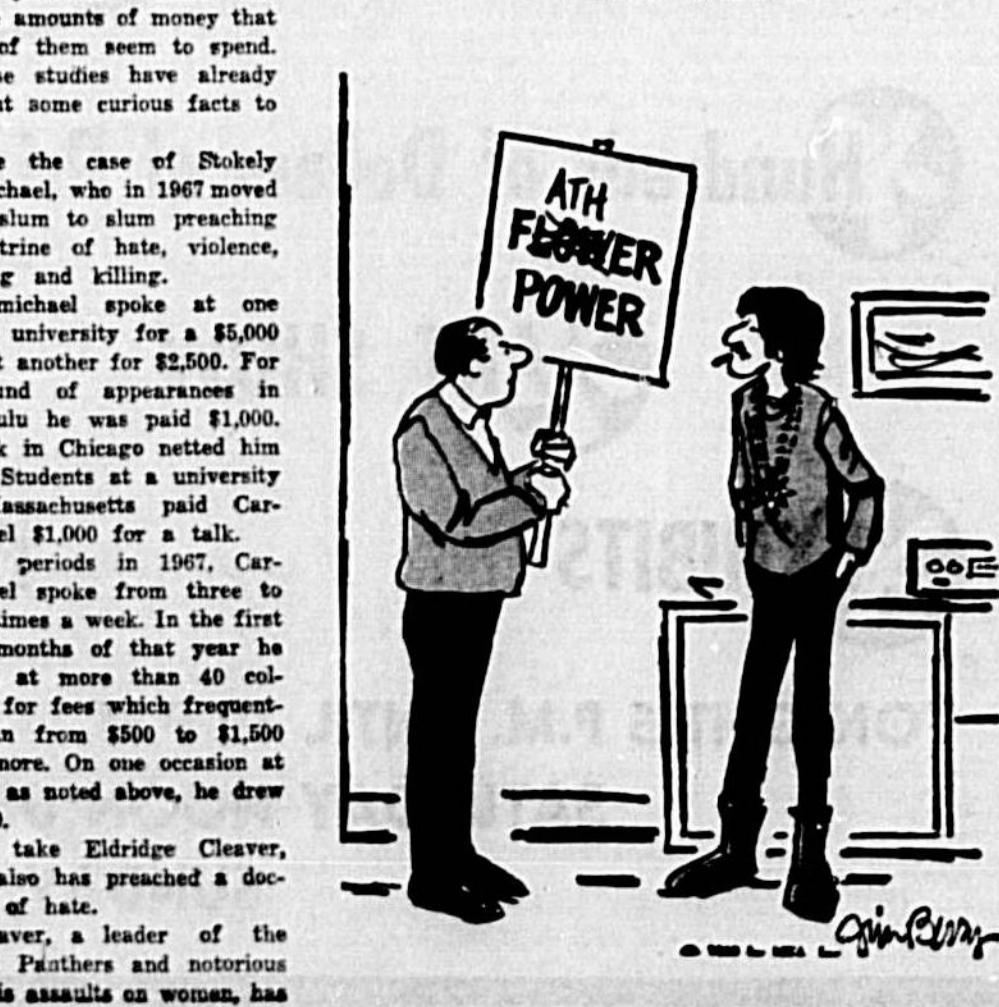 amounts of money that
of them seem to spend.
se studies have already
at some curious facts to
e the case of Stokely
chael, who in 1967 moved
slum to slum preaching
trine of hate, violence,
g and killing.
michael spoke at one
university for a $5,000
t another for $2,500. For
und of appearances in
ulu he was paid $1,000.
k in Chicago netted him
Students at a university
assachusetts paid Car-
el $1,000 for a talk.
periods in 1967, Car-
el spoke from three to
times a week. In the first
months of that year he
at more than 40 col-
for fees which frequent-
n from $500 to $1,500
more. On one occasion at
as noted above, he drew
take Eldridge Cleaver,
also has preached a doc-
of hate.
aver, a leader of the
Panthers and notorious
is assaults on woman, has
ATH
FLOWER
POWER
Jim Berry